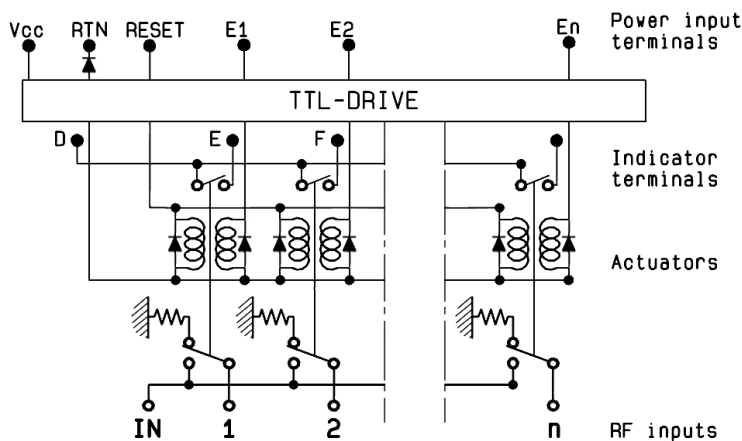 Vcc RTN RESET E1 E2 En Power input
terminals
TTL-DRIVE
D E F
Indicator
terminals
Actuators
IN 1 2 n RF inputs